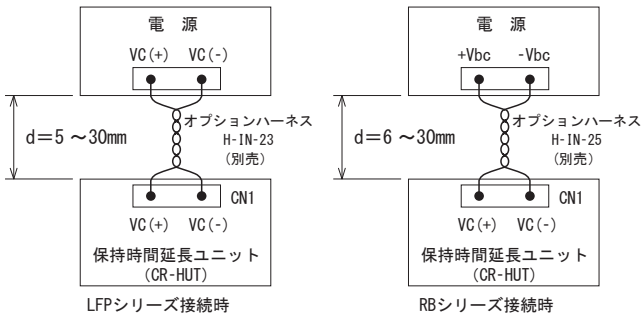 電 源
VC(+) VC(-)
d=5 ~30mm
オプションハーネス
H-IN-23
(別売)
CN1
VC(+) VC(-)
保持時間延長ユニット
(CR-HUT)
LFPシリーズ接続時
電 源
+Vbc -Vbc
d=6 ~30mm
オプションハーネス
H-IN-25
(別売)
CN1
VC(+) VC(-)
保持時間延長ユニット
(CR-HUT)
RBシリーズ接続時